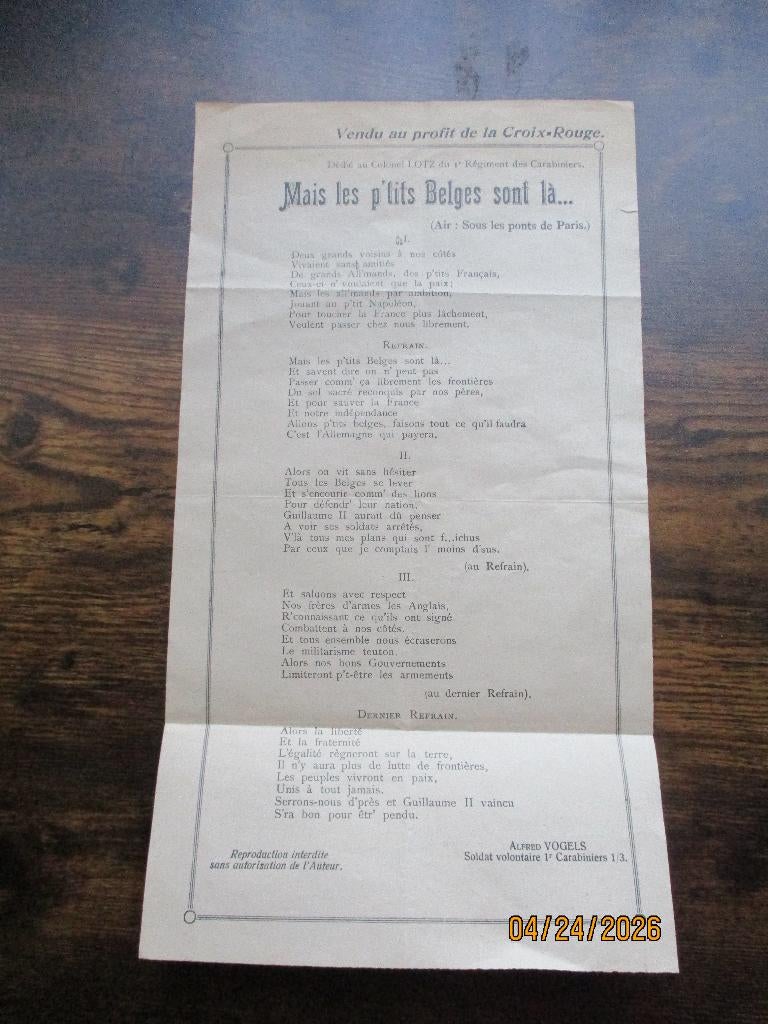 Vendu au profit de la Croix-Rouge.
Dédié au Colonel LOTZ du 1r Régiment des Carabiniers.
Mais les p'tits Belges sont là...
(Air : Sous les ponts de Paris.)
I.
Deux grands voisins à nos côtés
Vivaient sans amitiés
De grands All'mands, des p'tits Français,
Ceux-ci n'voulaient que la paix;
Mais les all'mands par ambition,
Jouant au p'tit Napoléon,
Pour toucher la France plus lâchement,
Veulent passer chez nous librement.
REFRAIN.
Mais les p'tits Belges sont là...
Et savent dire on n' peut pas
Passer comm' ça librement les frontières
Du sol sacré reconquis par nos pères,
Et pour sauver la France
Et notre indépendance
Allons p'tits belges, faisons tout ce qu'il faudra
C'est l'Allemagne qui payera.
II.
Alors on vit sans hésiter
Tous les Belges se lever
Et s'encourir comm' des lions
Pour défendr' leur nation.
Guillaume II aurait dû penser
A voir ses soldats arrêtés,
V'là tous mes plans qui sont f...ichus
Par ceux que je comptais l' moins d'sus.
(au Refrain).
III.
Et saluons avec respect
Nos frères d'armes les Anglais,
R'connaissant ce qu'ils ont signé
Combattent à nos côtés.
Et tous ensemble nous écraserons
Le militarisme teuton.
Alors nos bons Gouvernements
Limiteront p't-être les armements
(au dernier Refrain).
DERNIER REFRAIN.
Alors la liberté
Et la fraternité
L'égalité règneront sur la terre,
Il n'y aura plus de lutte de frontières,
Les peuples vivront en paix,
Unis à tout jamais.
Serrons-nous d'près et Guillaume II vaincu
S'ra bon pour êtr' pendu.
ALFRED VOGELS
Soldat volontaire 1r Carabiniers 1/3.
Reproduction interdite
sans autorisation de l'Auteur.
04/24/2026